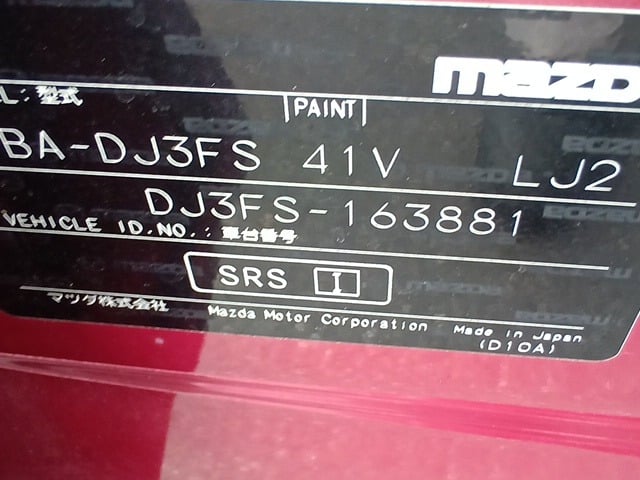 mazd
L: 型式 PAINT
BA-DJ3FS 41V LJ2
DJ3FS-163881
VEHICLE ID.NO.: 車台番号
SRS I
マツダ株式会社 Mazda Motor Corporation Made in Japan
(D10A)